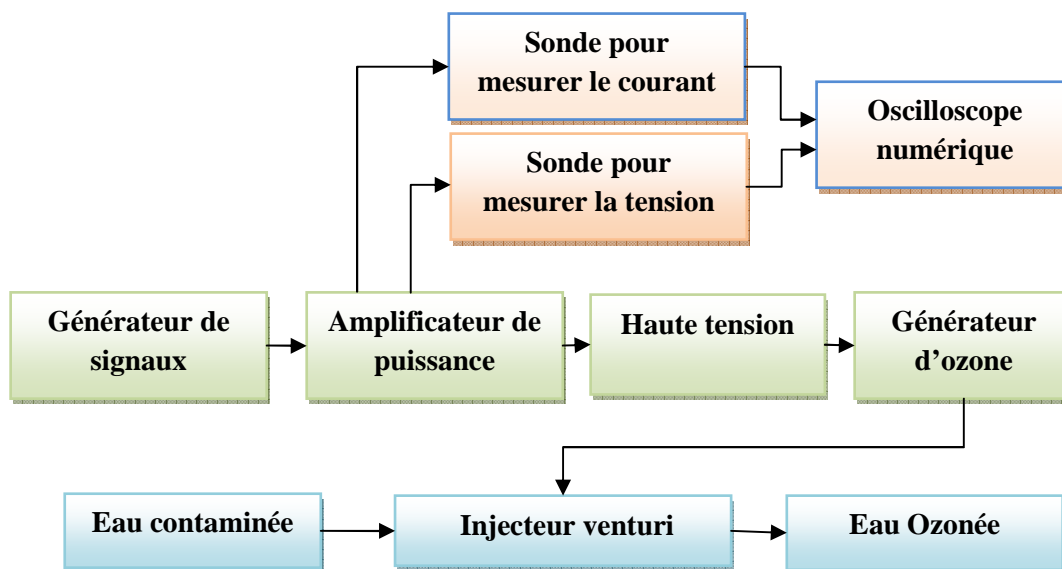 Sonde pour
mesurer le courant
Oscilloscope
numérique
Sonde pour
mesurer la tension
Générateur de
signaux
Amplificateur de
puissance
Haute tension
Générateur
d’ozone
Eau contaminée
Injecteur venturi
Eau Ozonée